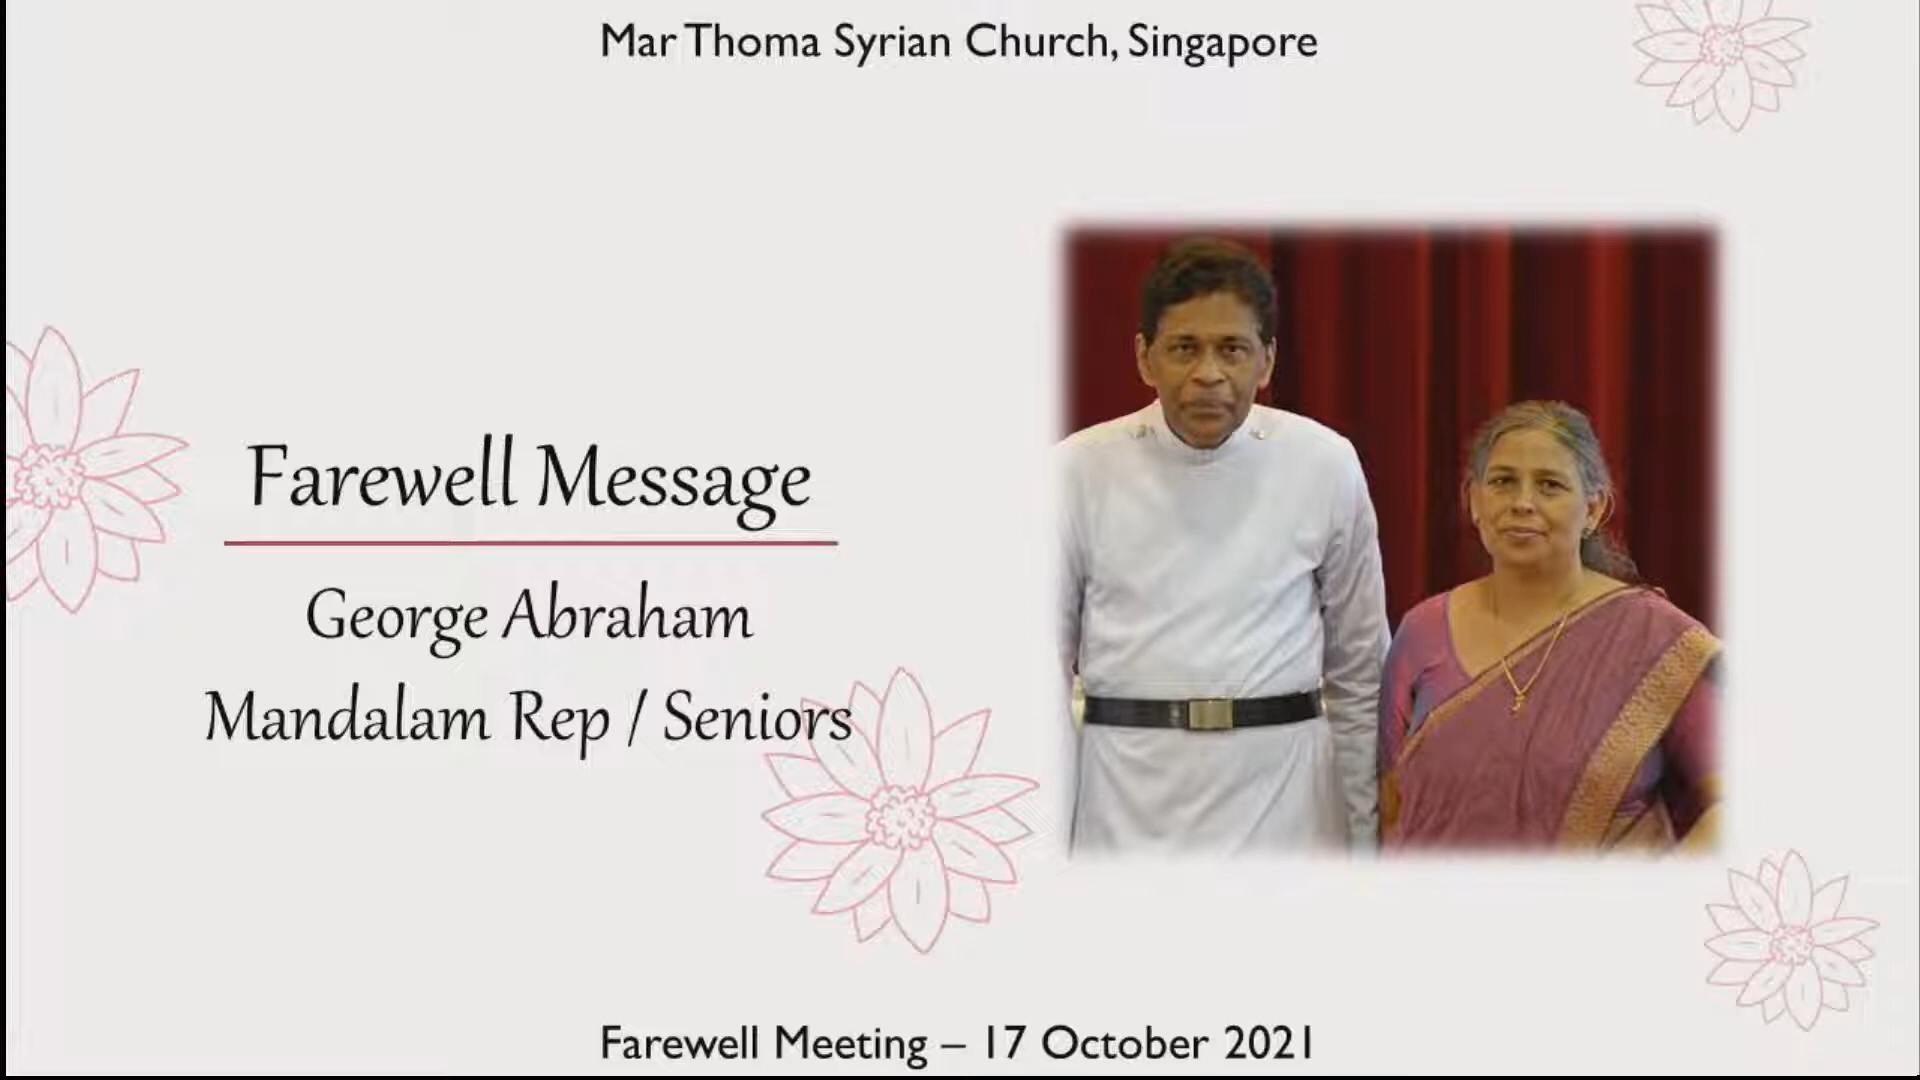 Mar Thoma Syrian Church, Singapore
Farewell Message
George Abraham
Mandalam Rep / Seniors
Farewell Meeting – 17 October 2021